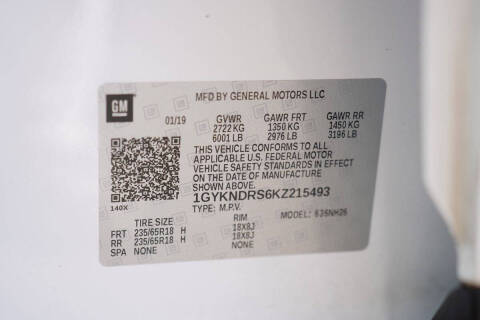 GM
MFD BY GENERAL MOTORS LLC
01/19 GVWR GAWR FRT GAWR RR
2722 KG 1350 KG 1450 KG
6001 LB 2976 LB 3196 LB
THIS VEHICLE CONFORMS TO ALL
APPLICABLE U.S. FEDERAL MOTOR
VEHICLE SAFETY STANDARDS IN EFFECT
ON THE DATE OF MANUFACTURE
SHOWN ABOVE.
1GYKNDRS6KZ215493
140X TYPE: M.P.V. MODEL: 635NH26
TIRE SIZE RIM
FRT 235/65R18 H 18X8J
RR 235/65R18 H 18X8J
SPA NONE NONE